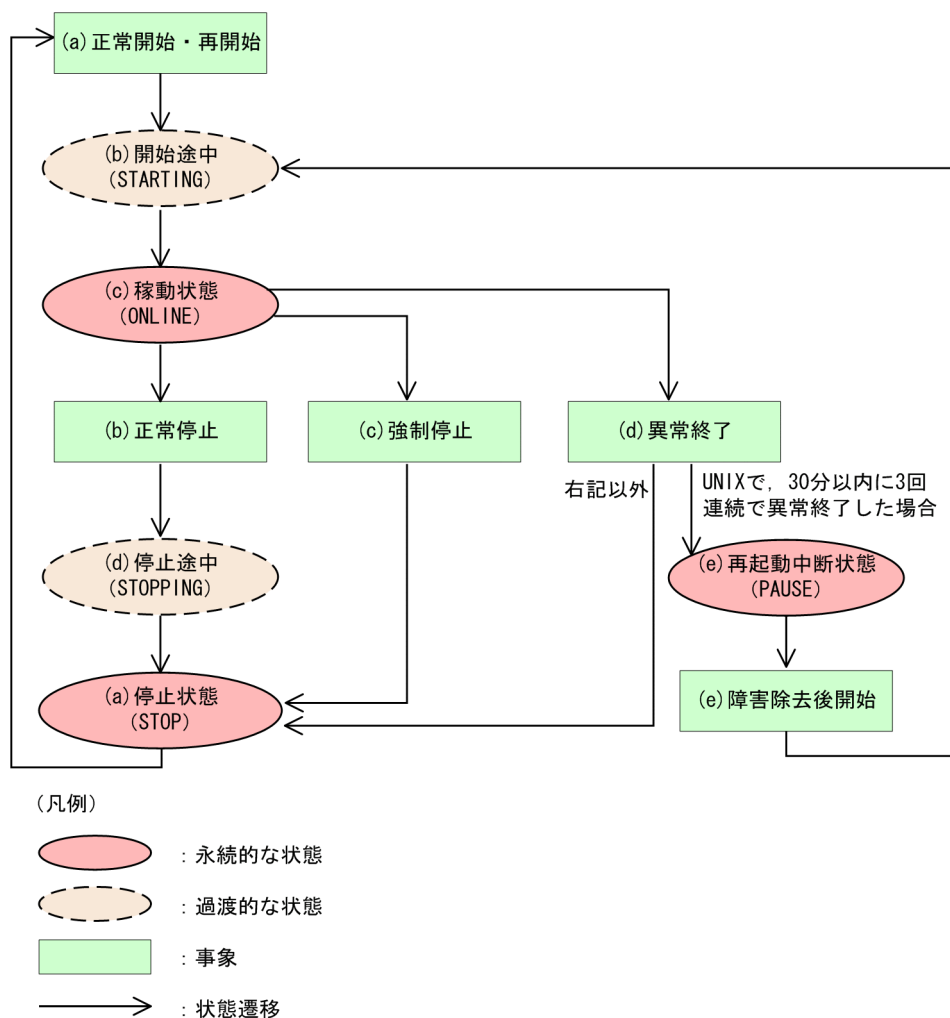 (a)正常開始・再開始
(b)開始途中
(STARTING)
(c)稼動状態
(ONLINE)
(b)正常停止
(c)強制停止
(d)異常終了
右記以外
UNIXで，30分以内に3回
連続で異常終了した場合
(d)停止途中
(STOPPING)
(e)再起動中断状態
(PAUSE)
(a)停止状態
(STOP)
(e)障害除去後開始
（凡例）
：永続的な状態
：過渡的な状態
：事象
：状態遷移